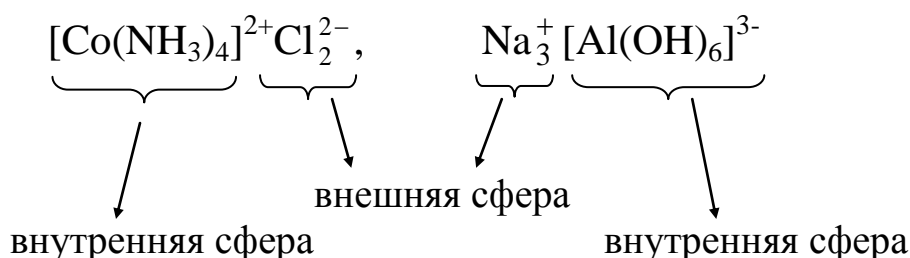 [Co(NH₃)₄]²⁺Cl₂²⁻, Na₃⁺[Al(OH)₆]³⁻
внешняя сфера
внутренняя сфера внутренняя сфера